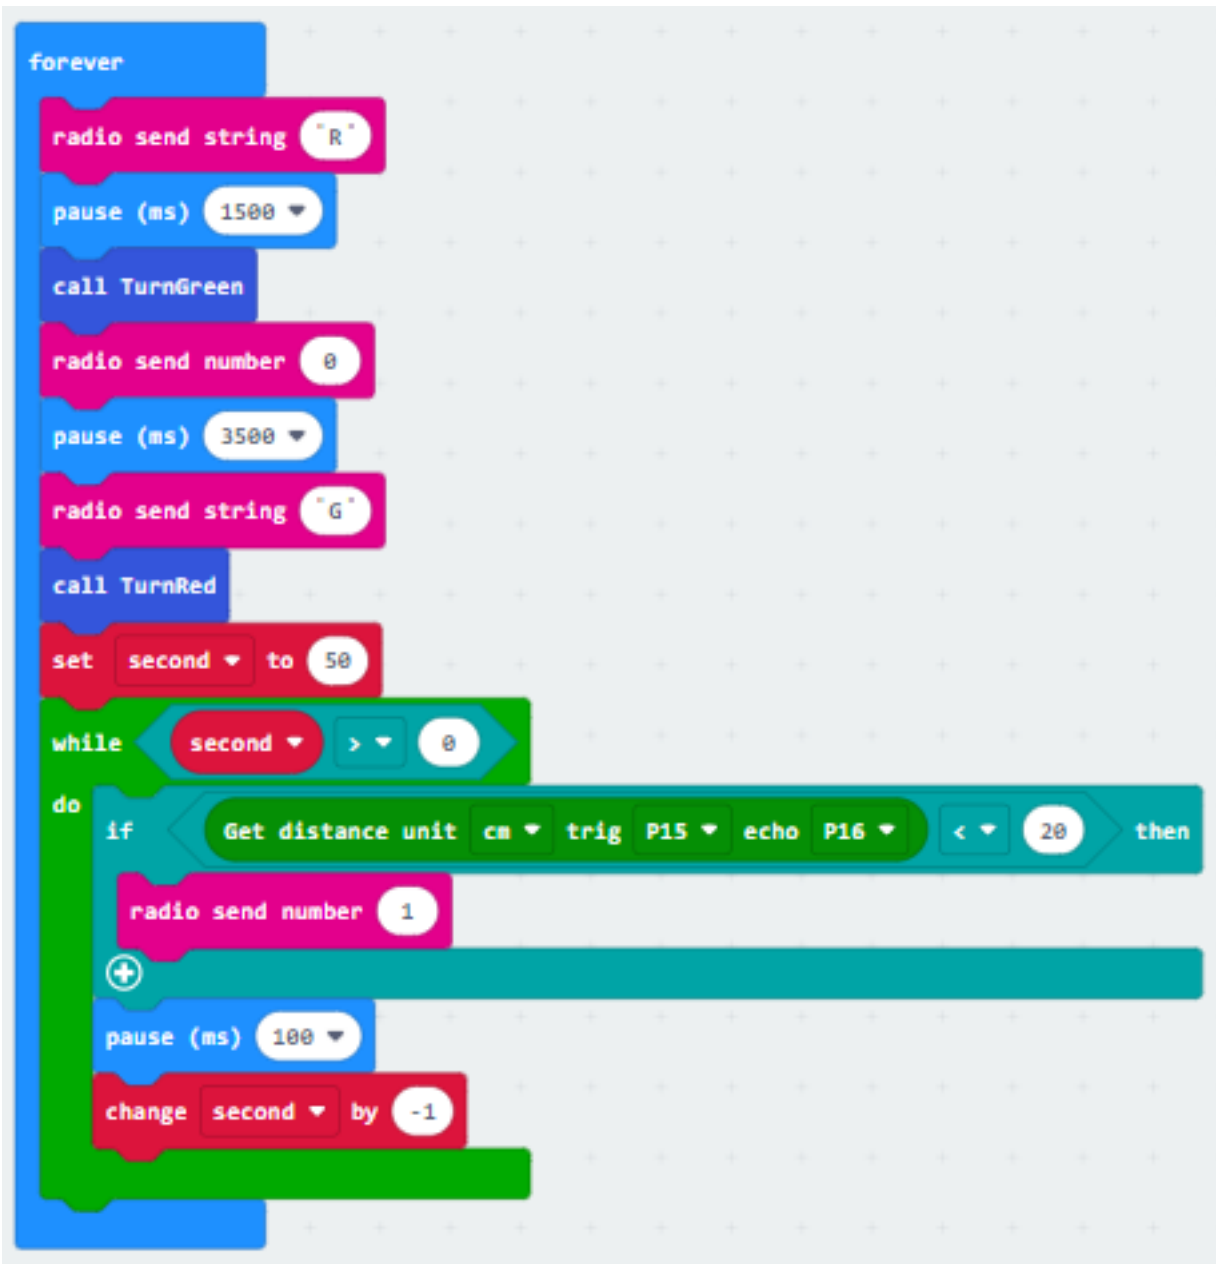 forever
radio send string "R"
pause (ms) 1500
call TurnGreen
radio send number 0
pause (ms) 3500
radio send string "G"
call TurnRed
set second to 50
while second > 0
do
if Get distance unit cm trig P15 echo P16 < 20 then
radio send number 1
pause (ms) 100
change second by -1